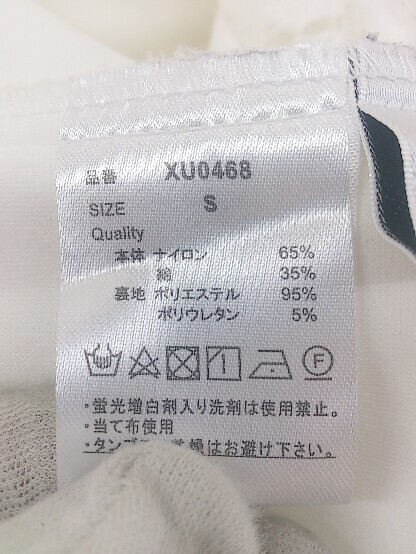 品番 XU0468
SIZE S
Quality
本体 ナイロン 65%
綿 35%
裏地 ポリエステル 95%
ポリウレタン 5%
・蛍光増白剤入り洗剤は使用禁止。
・当て布使用
・タンブラー乾燥はお避け下さい。